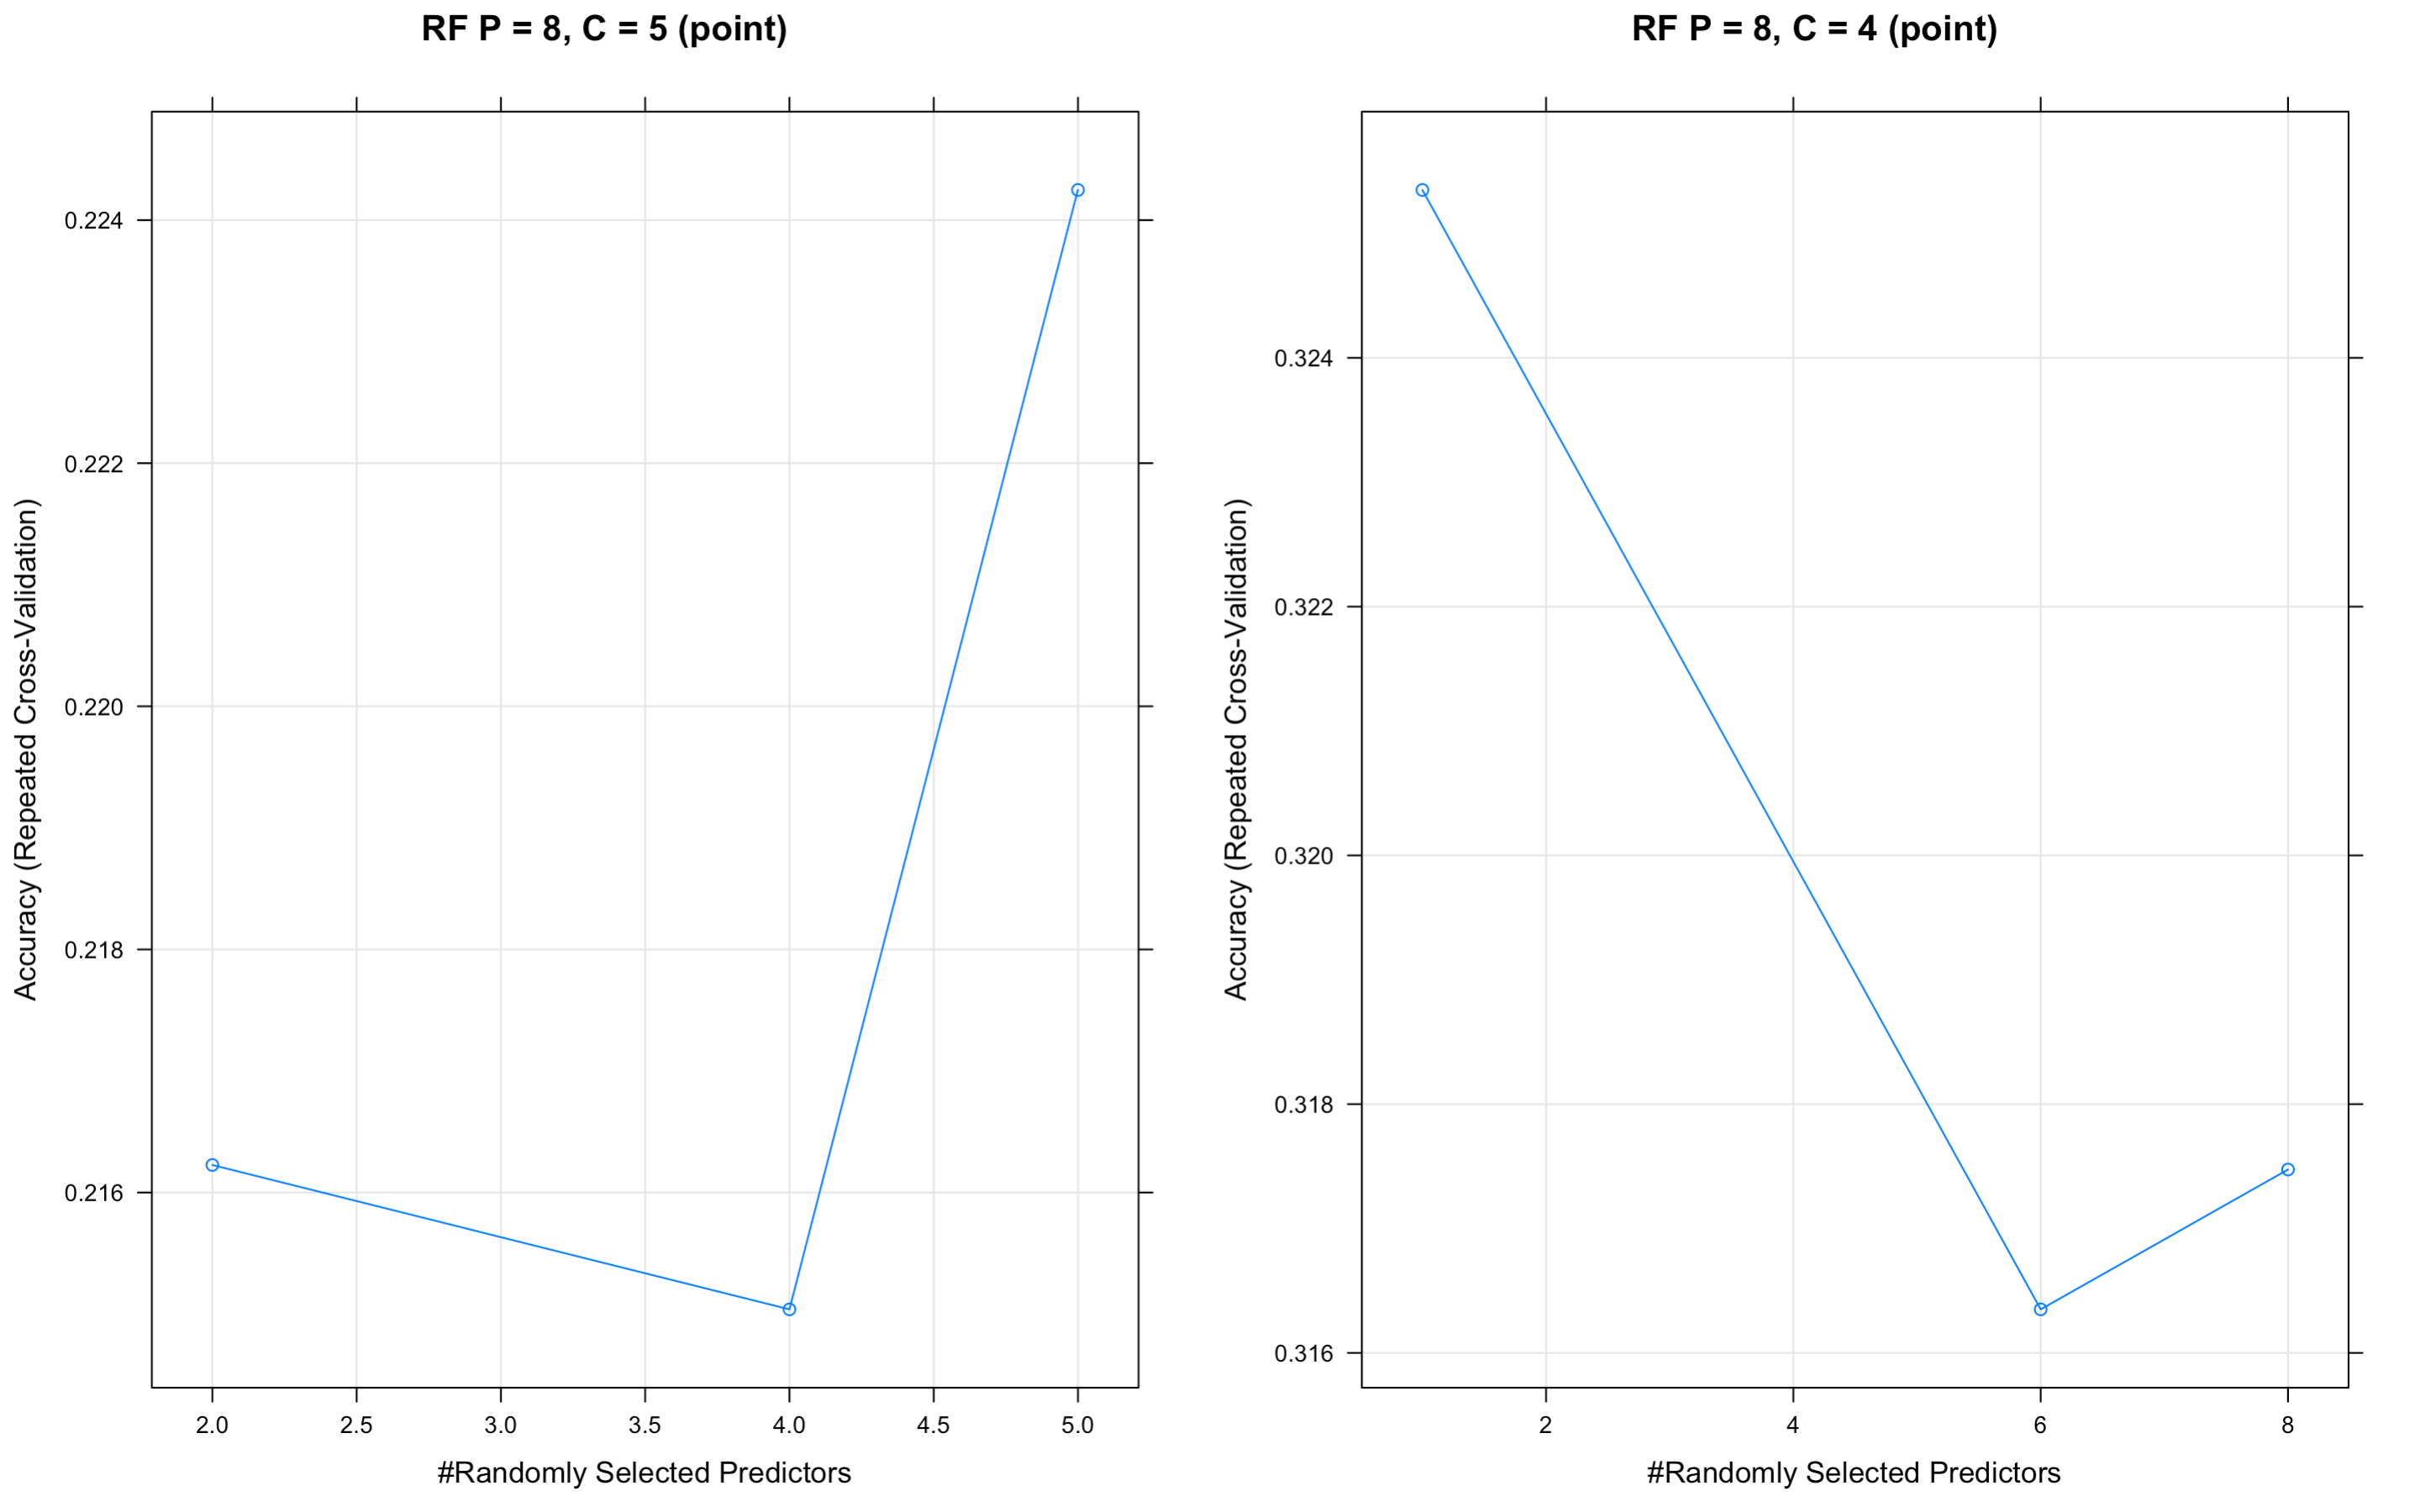 RF P = 8, C = 5 (point)
Accuracy (Repeated Cross-Validation)
0.224
0.222
0.220
0.218
0.216
2.0 2.5 3.0 3.5 4.0 4.5 5.0
#Randomly Selected Predictors
RF P = 8, C = 4 (point)
Accuracy (Repeated Cross-Validation)
0.324
0.322
0.320
0.318
0.316
2 4 6 8
#Randomly Selected Predictors